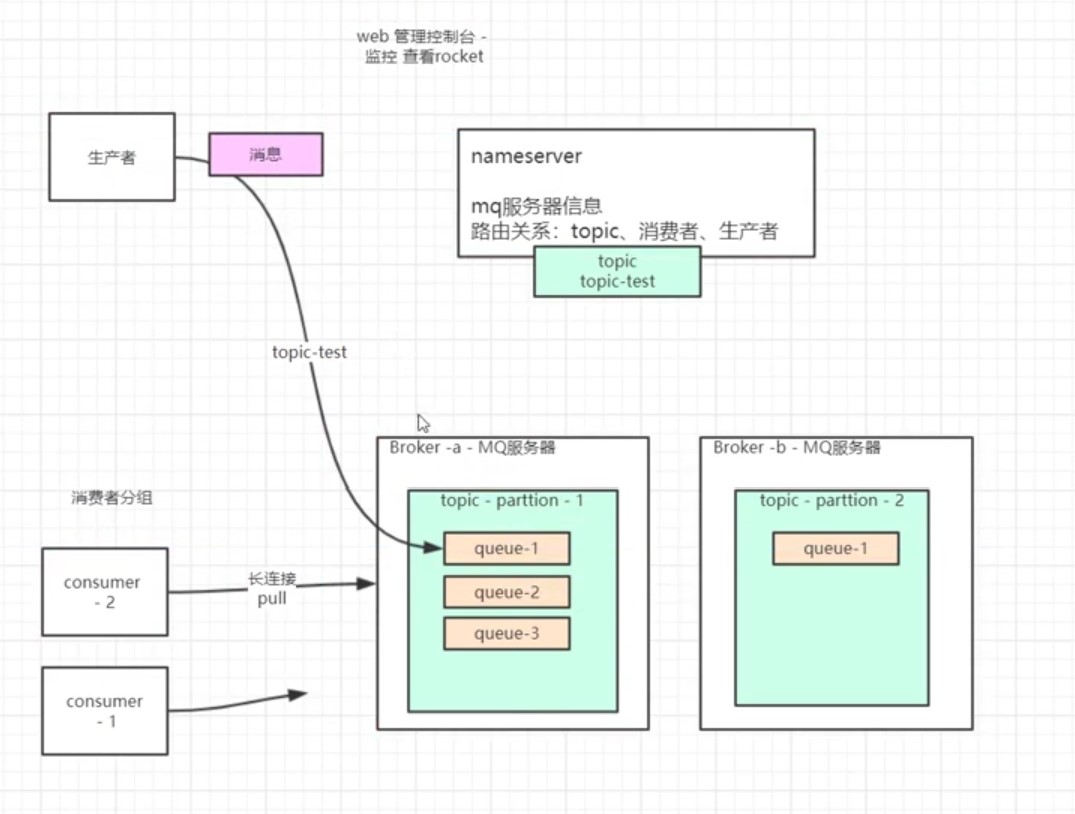 web 管理控制台 -
监控 查看rocket
生产者
消息
nameserver
mq服务器信息
路由关系：topic、消费者、生产者
topic
topic-test
topic-test
Broker -a - MQ服务器
topic - parttion - 1
queue-1
queue-2
queue-3
Broker -b - MQ服务器
topic - parttion - 2
queue-1
消费者分组
consumer
- 2
长连接
pull
consumer
- 1